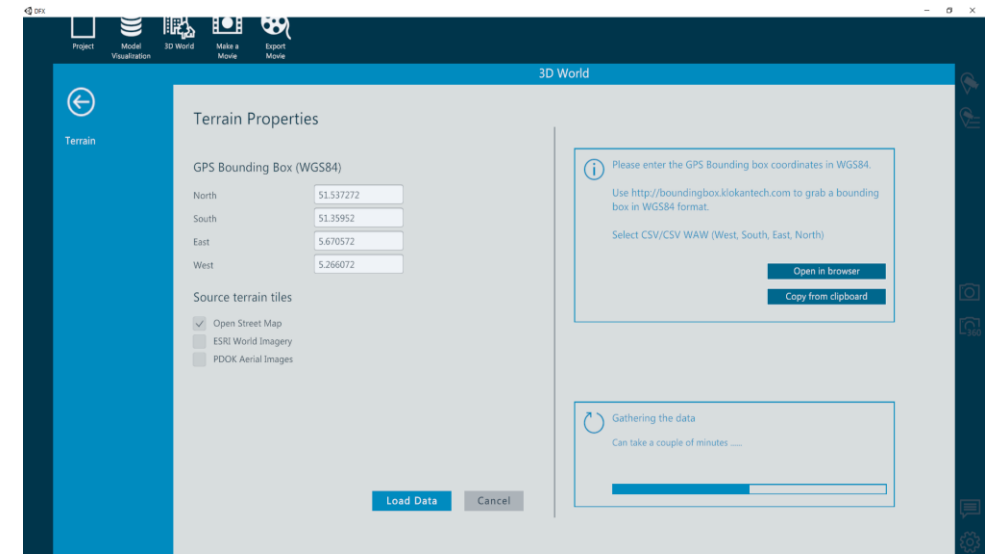 DFX
Project
Model Visualization
3D World
Make a Movie
Export Movie
3D World
Terrain
Terrain Properties
GPS Bounding Box (WGS84)
North 51.537272
South 51.35952
East 5.670572
West 5.266072
Source terrain tiles
Open Street Map
ESRI World Imagery
PDOK Aerial Images
Load Data
Cancel
Please enter the GPS Bounding box coordinates in WGS84.
Use http://boundingbox.klokantech.com to grab a bounding
box in WGS84 format.
Select CSV/CSV WAW (West, South, East, North)
Open in browser
Copy from clipboard
Gathering the data
Can take a couple of minutes .....
360